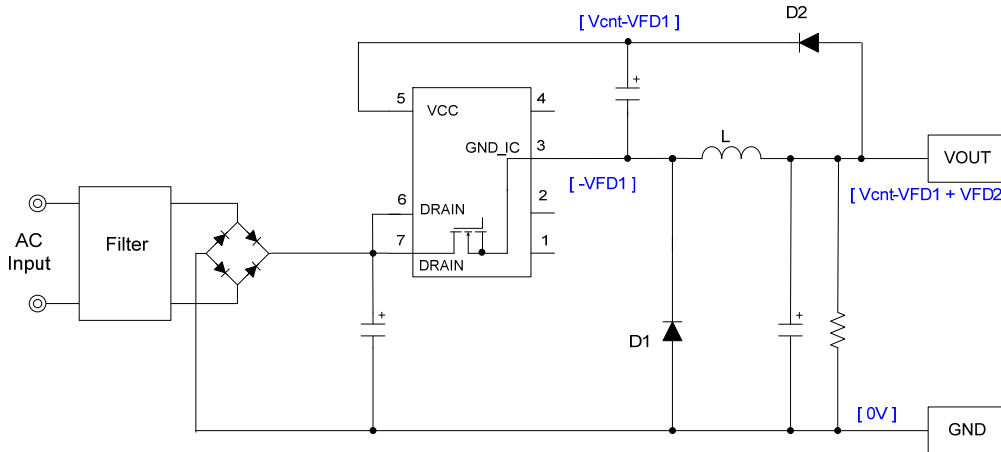 D2
[ Vcnt-VFD1 ]
5
VCC
4
GND_IC
3
L
VOUT
[ -VFD1 ]
[ Vcnt-VFD1 + VFD2
6
DRAIN
2
AC
Input
Filter
7
DRAIN
1
D1
[ 0V ]
GND
+
+
+